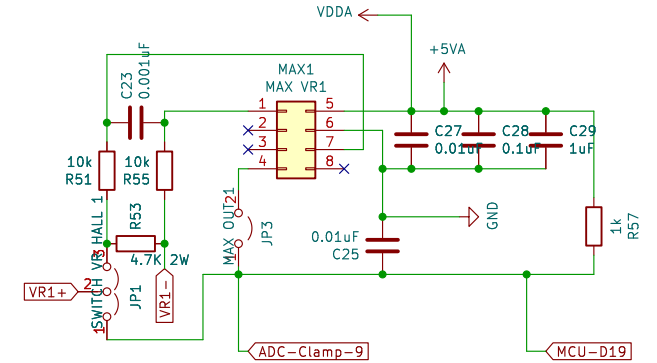 VDDA
+5VA
C23
0.001uF
MAX1
MAX VR1
1
5
2
6
3
7
4
8
C27
0.01uF
C28
0.1uF
C29
1uF
10k
R51
10k
R55
R53
4.7K 2W
SWITCH VR HALL 1
3
2
1
JP1
VR1+
VR1-
MAX OUT1
2
1
JP3
0.01uF
C25
GND
1k
R57
ADC-Clamp-9
MCU-D19